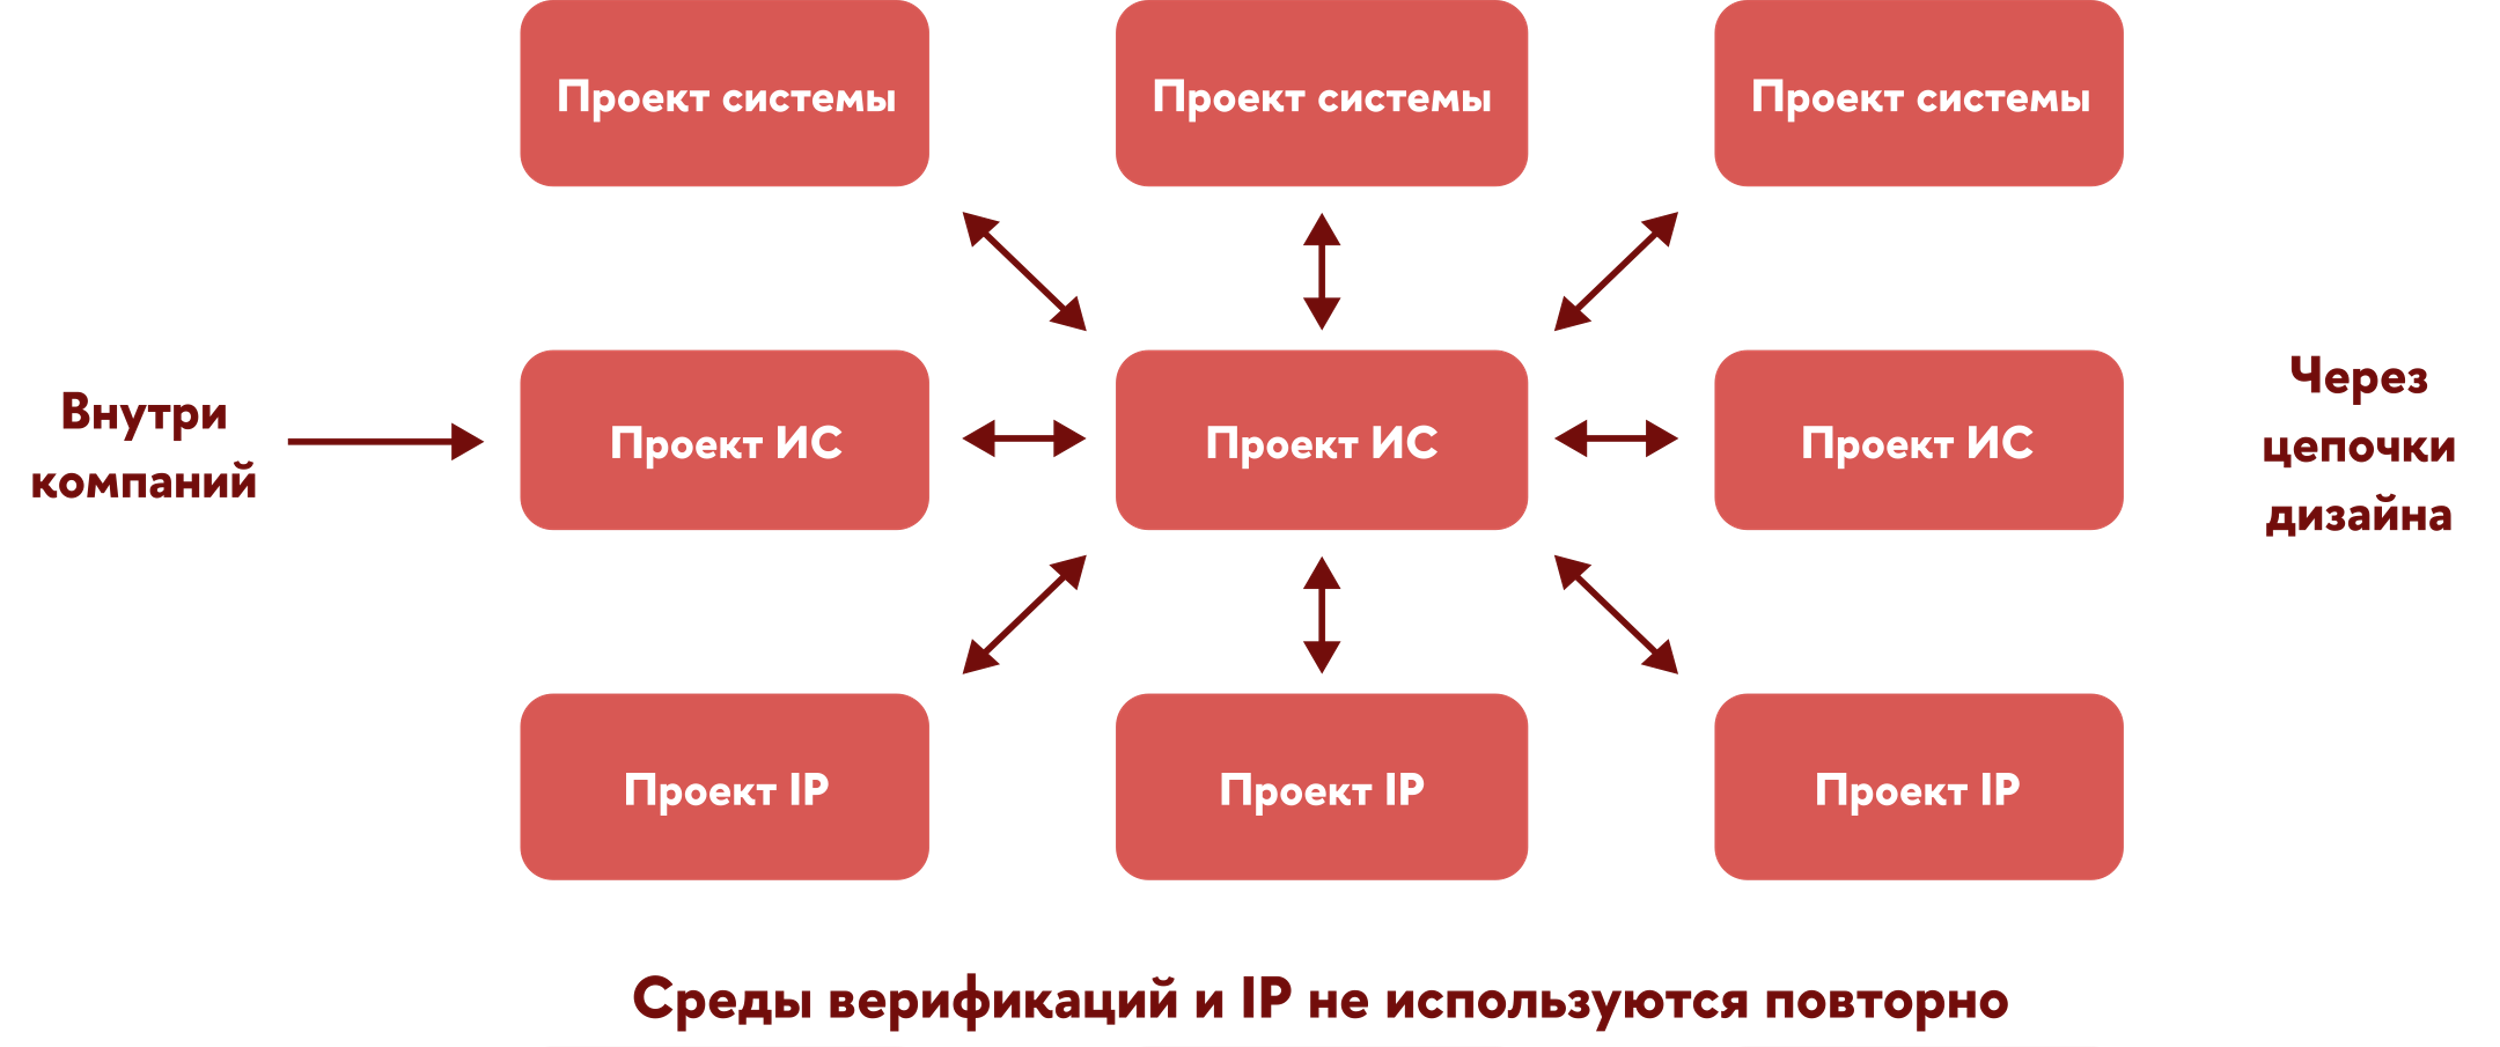 Проект системы
Проект системы
Проект системы
Внутри
компаний
Проект ИС
Проект ИС
Проект ИС
Через
цепочки
дизайна
Проект IP
Проект IP
Проект IP
Среды верификаций и IP не используются повторно